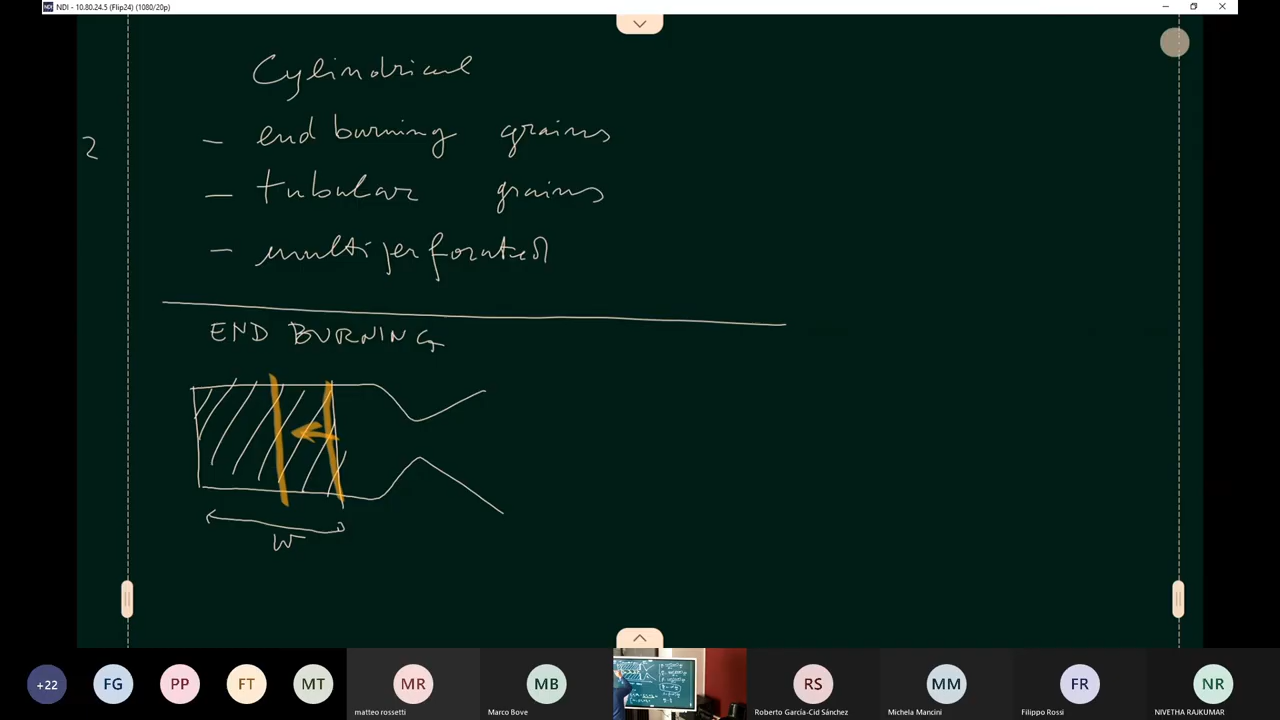 NDI - 10.80.24.5 (Flip24) (1080/20p)
Cylindrical
2
- end burning grains
- tubular grains
- multiperforated
END BURNING
W
+22
FG
PP
FT
MT
MR
matteo rossetti
MB
Marco Bove
RS
Roberto García-Cid Sánchez
MM
Michela Mancini
FR
Filippo Rossi
NR
NIVETHA RAJKUMAR